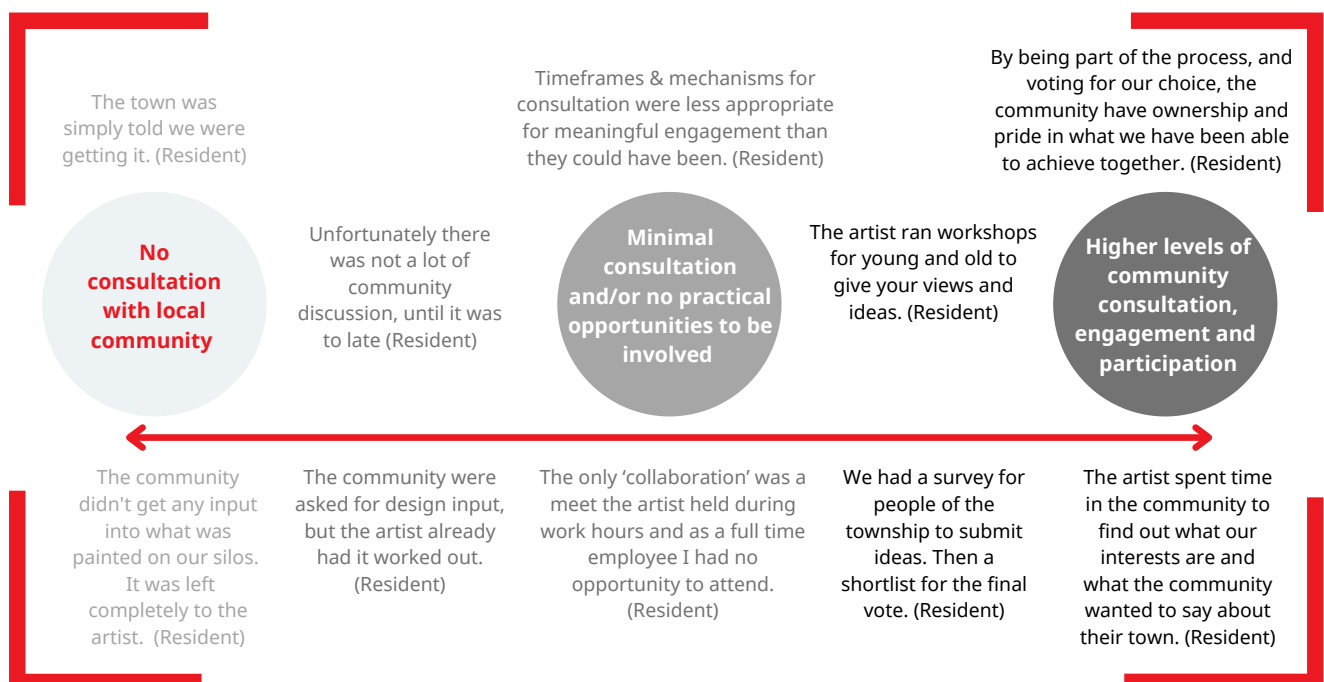 The town was
simply told we were
getting it. (Resident)
Timeframes & mechanisms for
consultation were less appropriate
for meaningful engagement than
they could have been. (Resident)
By being part of the process, and
voting for our choice, the
community have ownership and
pride in what we have been able
to achieve together. (Resident)
No
consultation
with local
community
Unfortunately there
was not a lot of
community
discussion, until it was
to late (Resident)
Minimal
consultation
and/or no practical
opportunities to be
involved
The artist ran workshops
for young and old to
give your views and
ideas. (Resident)
Higher levels of
community
consultation,
engagement and
participation
The community
didn't get any input
into what was
painted on our silos.
It was left
completely to the
artist. (Resident)
The community were
asked for design input,
but the artist already
had it worked out.
(Resident)
The only ‘collaboration’ was a
meet the artist held during
work hours and as a full time
employee I had no
opportunity to attend.
(Resident)
We had a survey for
people of the
township to submit
ideas. Then a
shortlist for the final
vote. (Resident)
The artist spent time
in the community to
find out what our
interests are and
what the community
wanted to say about
their town. (Resident)